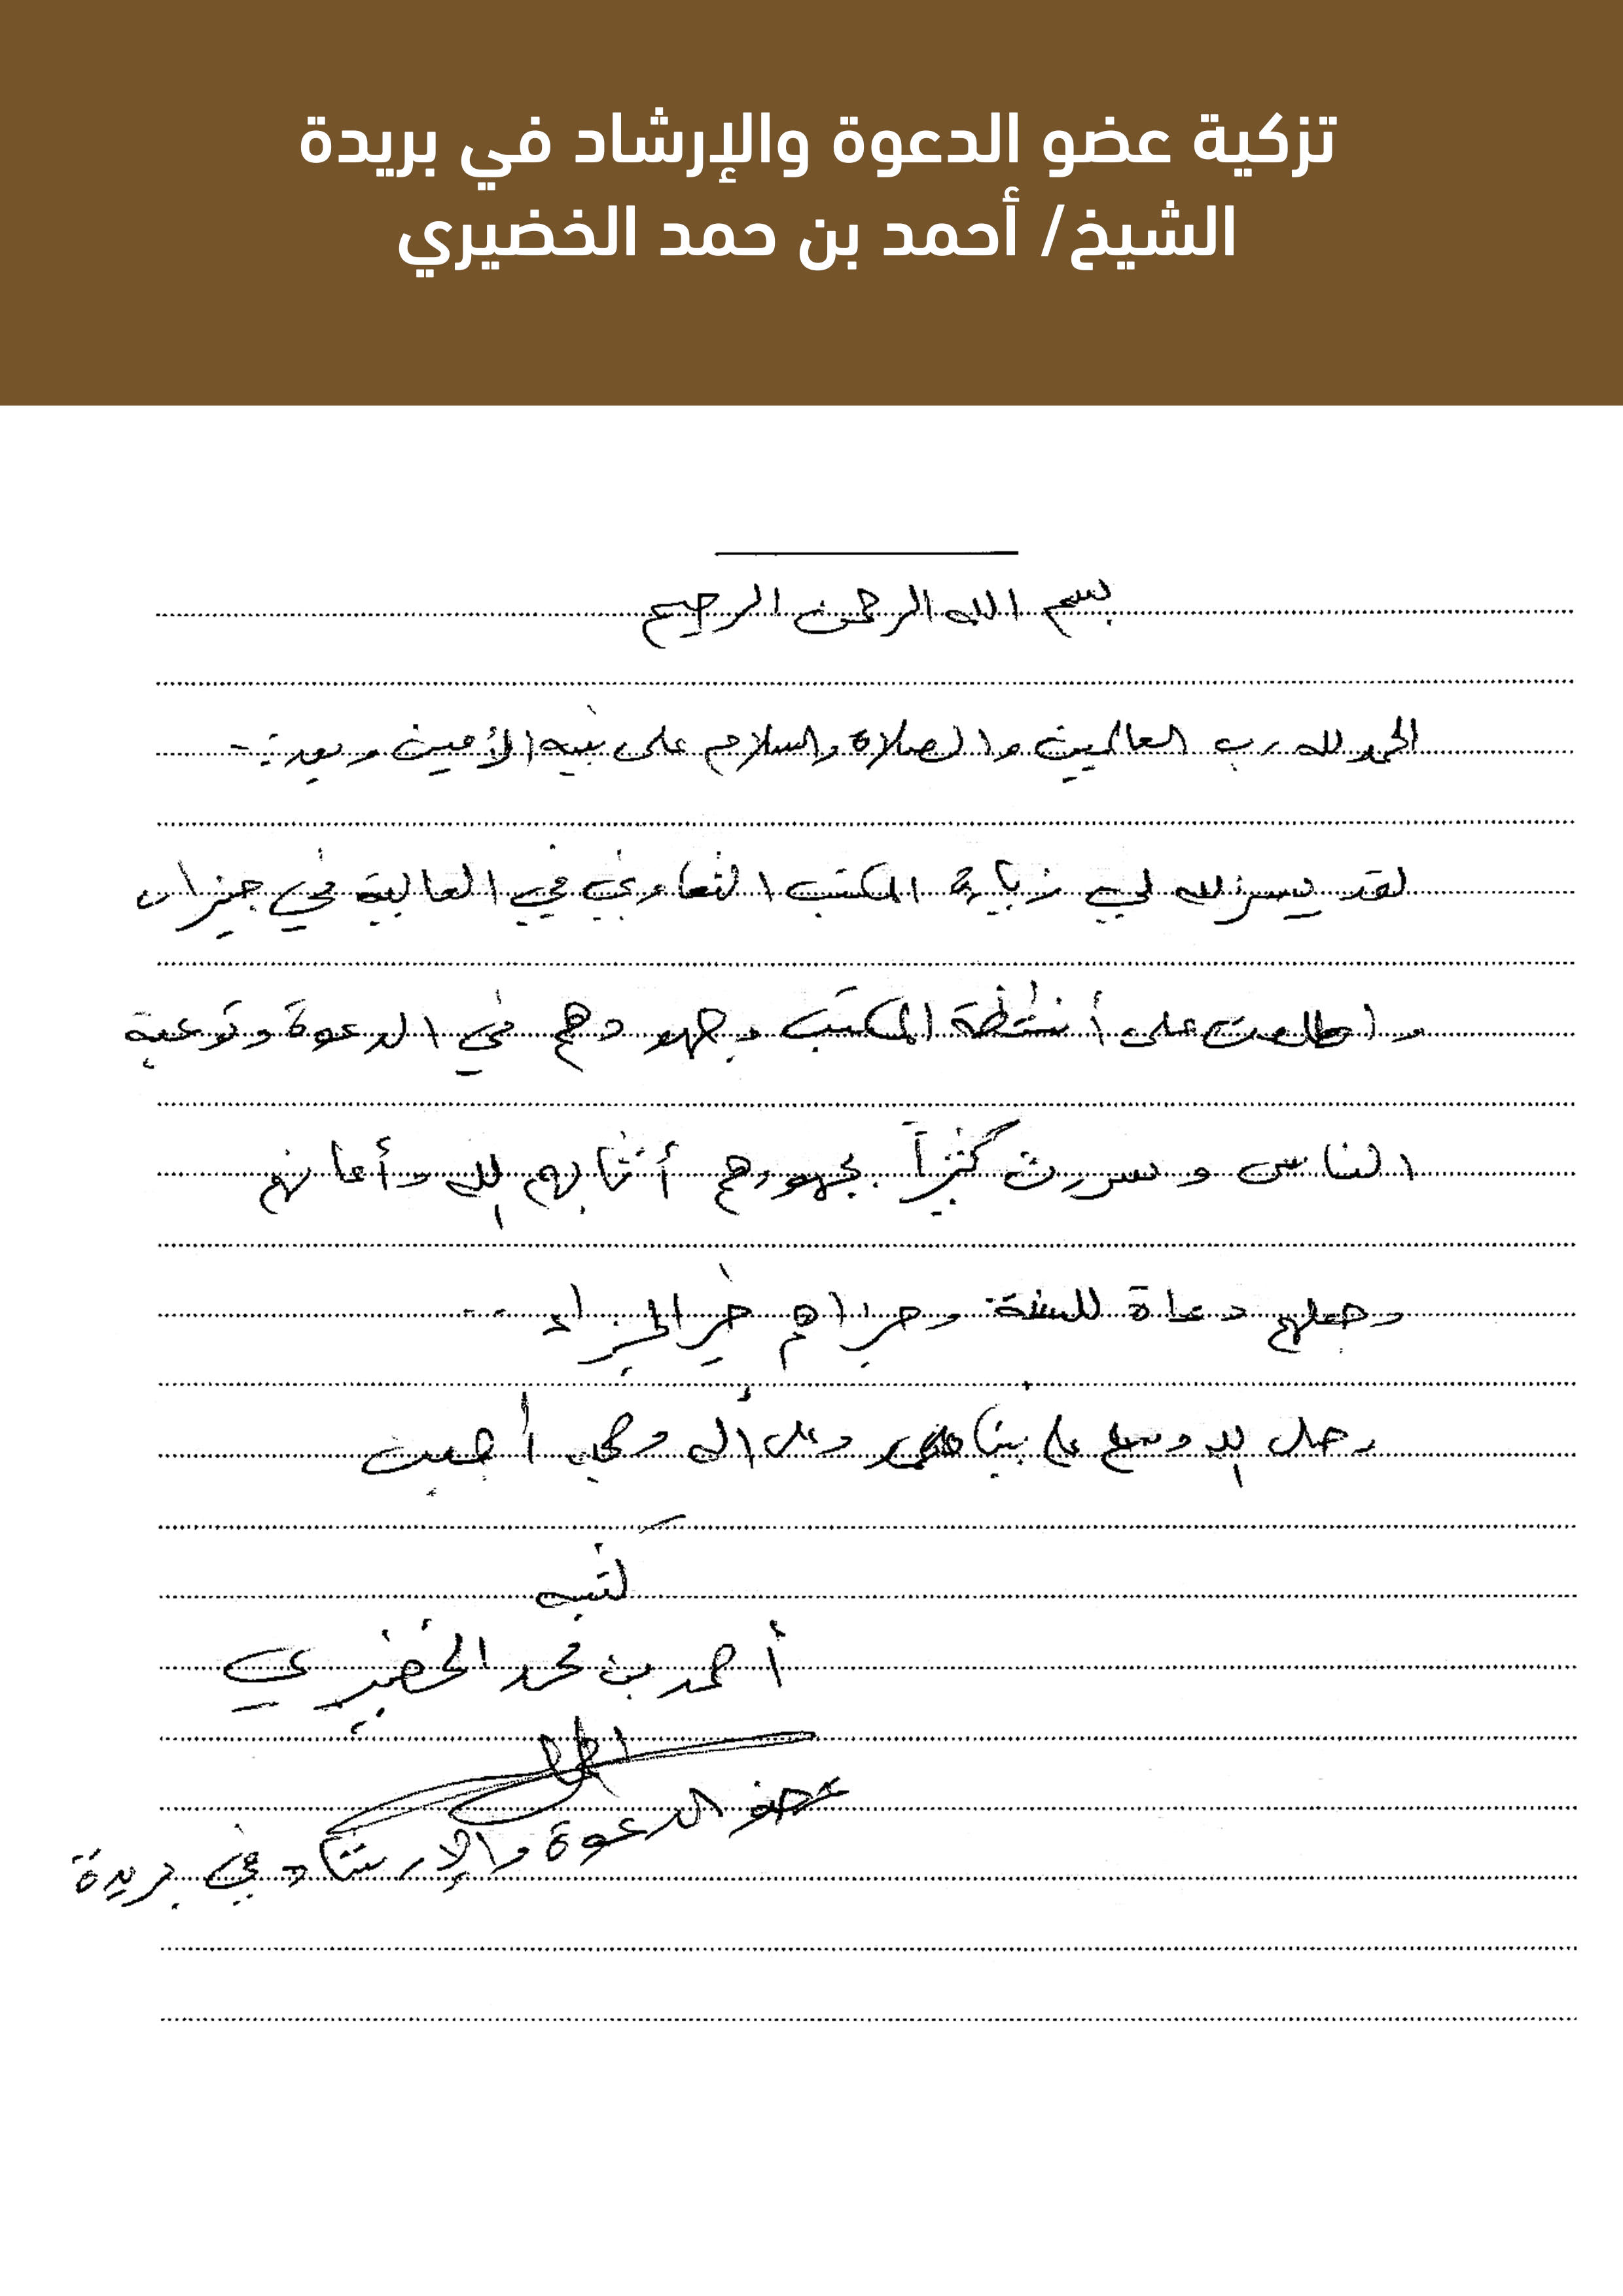 تزكية عضو الدعوة والإرشاد في بريدة
الشيخ/ أحمد بن حمد الخضيري
بسم الله الرحمن الرحيم
الحمد لله رب العالمين والصلاة والسلام على نبيه الأمين وبعد :-
لقد يسر الله لي زيارة المكتب التعاوني في العالية في جيزان
واطلعت على أنشطة المكتب وجهودهم في الدعوة وتوعية
الناس وسررت كثيراً بجهودهم أثابهم الله وأعانهم
وجعلهم دعاة للسنة وجزاهم خير الجزاء ..
وصلى الله وسلم على نبينا محمد وعلى آله وصحبه أجمعين
كتبه
أحمد بن محمد الخضيري
عضو الدعوة والإرشاد في بريدة